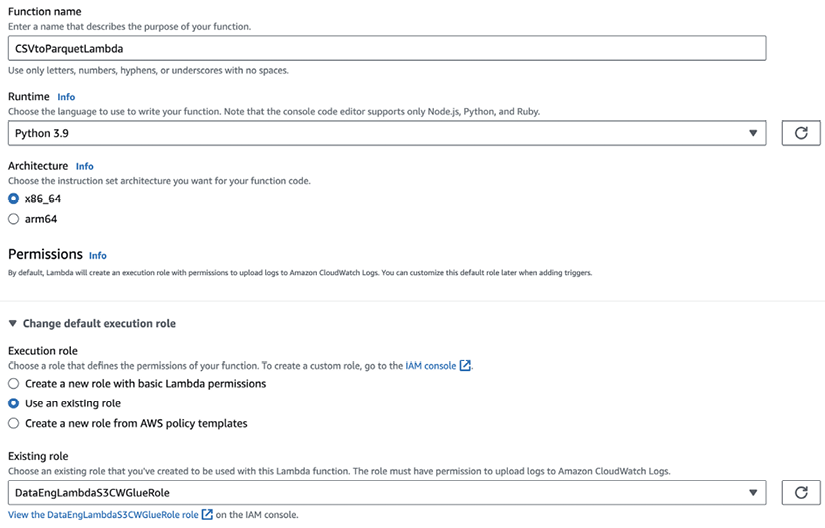 Function name
Enter a name that describes the purpose of your function.
CSVtoParquetLambda
Use only letters, numbers, hyphens, or underscores with no spaces.
Runtime Info
Choose the language to use to write your function. Note that the console code editor supports only Node.js, Python, and Ruby.
Python 3.9
Architecture Info
Choose the instruction set architecture you want for your function code.
x86_64
arm64
Permissions Info
By default, Lambda will create an execution role with permissions to upload logs to Amazon CloudWatch Logs. You can customize this default role later when adding triggers.
Change default execution role
Execution role
Choose a role that defines the permissions of your function. To create a custom role, go to the IAM console.
Create a new role with basic Lambda permissions
Use an existing role
Create a new role from AWS policy templates
Existing role
Choose an existing role that you've created to be used with this Lambda function. The role must have permission to upload logs to Amazon CloudWatch Logs.
DataEngLambdaS3CWGlueRole
View the DataEngLambdaS3CWGlueRole role on the IAM console.